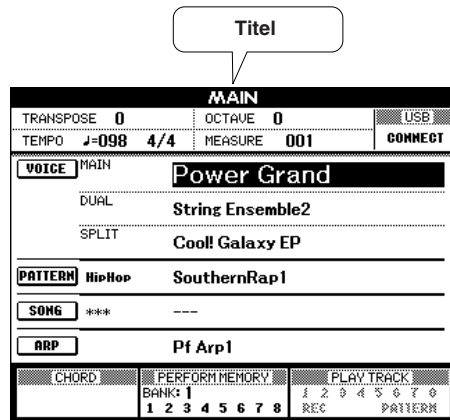 Titel
MAIN
TRANSPOSE 0 OCTAVE 0 USB
TEMPO ♩=098 4/4 MEASURE 001 CONNECT
VOICE MAIN Power Grand
DUAL String Ensemble2
SPLIT Cool! Galaxy EP
PATTERN HipHop SouthernRap1
SONG *** ---
ARP Pf Arp1
CHORD PERFORM MEMORY PLAY TRACK
BANK: 1 1 2 3 4 5 6 7 8
1 2 3 4 5 6 7 8 REC PATTERN